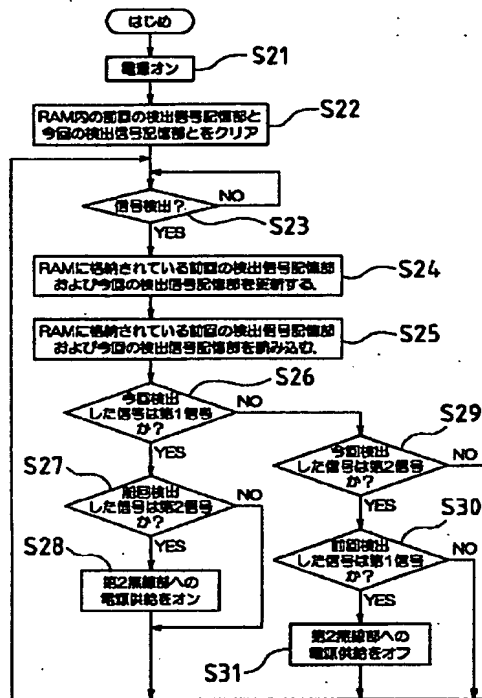 はじめ
電源オン
S21
RAM内の前回の検出信号記憶部と
今回の検出信号記憶部とをクリア
S22
信号検出?
NO
S23
YES
RAMに格納されている前回の検出信号記憶部
および今回の検出信号記憶部を更新する。
S24
RAMに格納されている前回の検出信号記憶部
および今回の検出信号記憶部を読み込む。
S25
S26
今回検出
した信号は第1信号
か?
NO
YES
S27
前回検出
した信号は第2信号
か?
NO
YES
S28
第2無線部への
電源供給をオン
S29
今回検出
した信号は第2信号
か?
NO
YES
S30
前回検出
した信号は第1信号
か?
NO
YES
第2無線部への
電源供給をオフ
S31